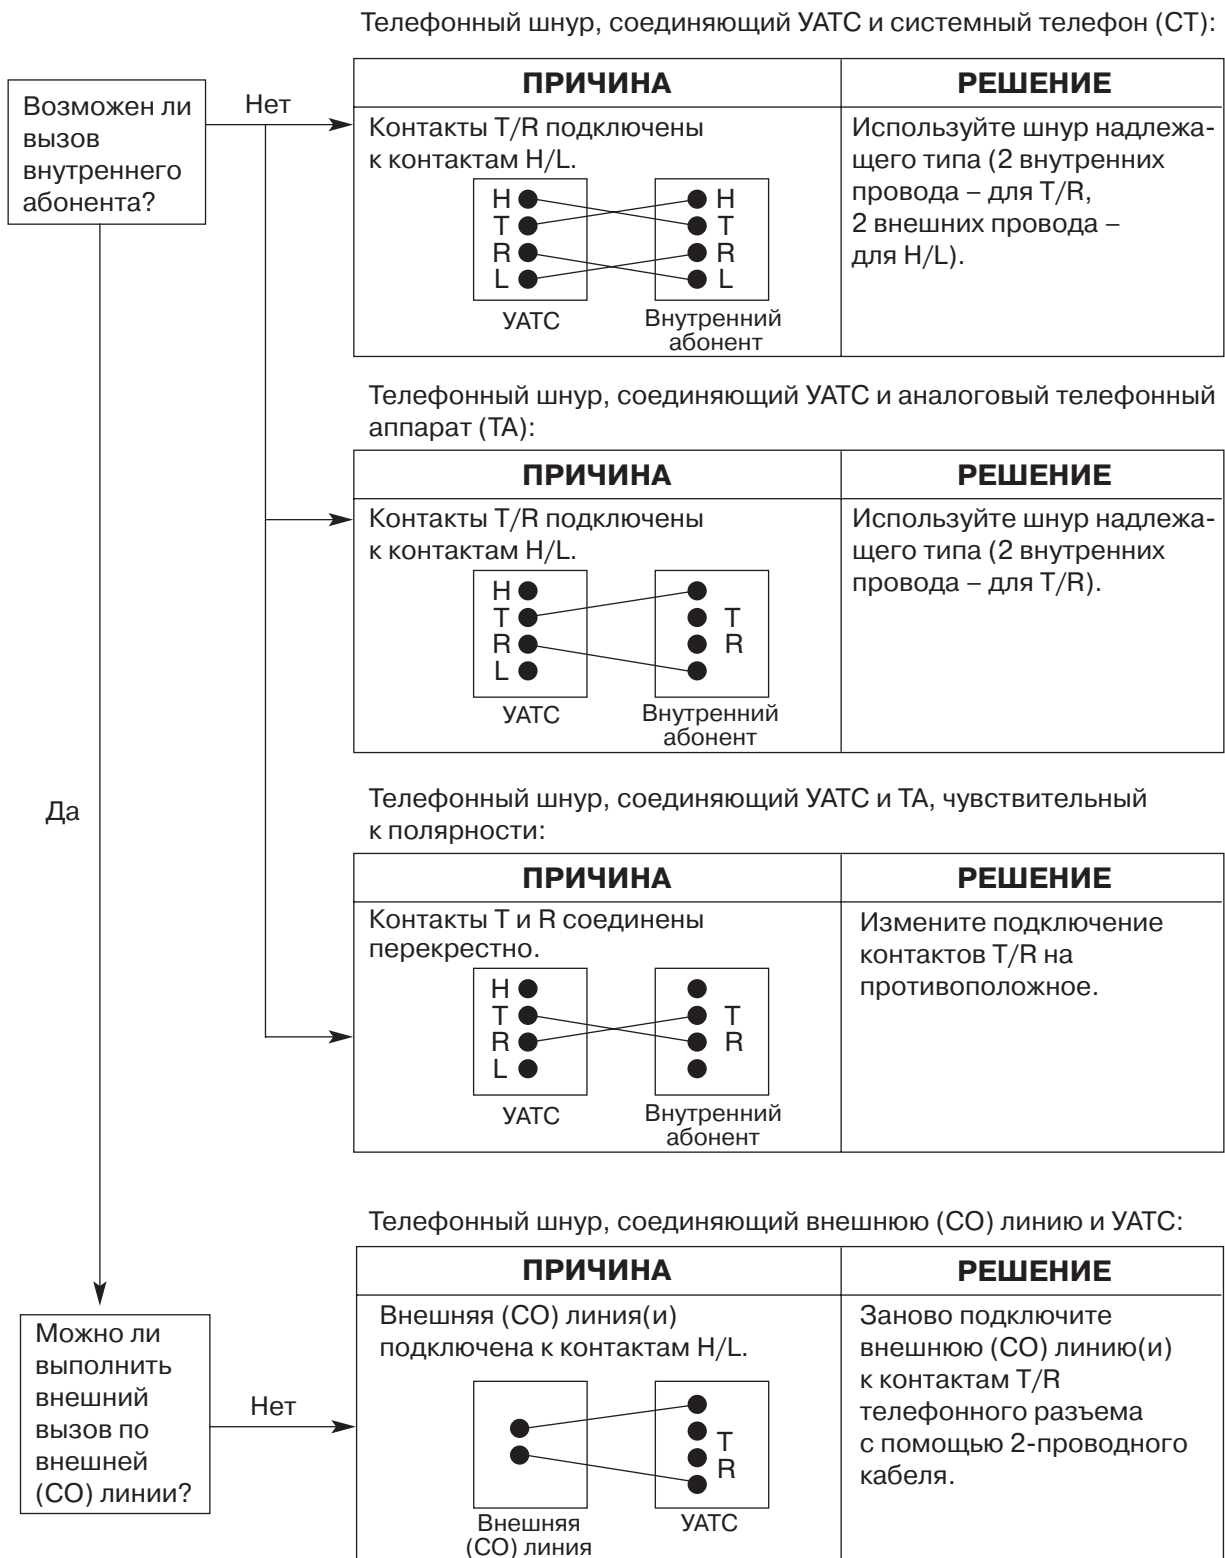 Телефонный шнур, соединяющий УАТС и системный телефон (СТ):
Возможен ли
вызов
внутреннего
абонента?
Нет
ПРИЧИНА
РЕШЕНИЕ
Контакты T/R подключены
к контактам H/L.
H
T
R
L
H
T
R
L
УАТС
Внутренний
абонент
Используйте шнур надлежа-
щего типа (2 внутренних
провода – для T/R,
2 внешних провода –
для H/L).
Телефонный шнур, соединяющий УАТС и аналоговый телефонный
аппарат (ТА):
ПРИЧИНА
РЕШЕНИЕ
Контакты T/R подключены
к контактам H/L.
H
T
R
L
T
R
УАТС
Внутренний
абонент
Используйте шнур надлежа-
щего типа (2 внутренних
провода – для T/R).
Да
Телефонный шнур, соединяющий УАТС и ТА, чувствительный
к полярности:
ПРИЧИНА
РЕШЕНИЕ
Контакты T и R соединены
перекрестно.
H
T
R
L
T
R
УАТС
Внутренний
абонент
Измените подключение
контактов T/R на
противоположное.
Телефонный шнур, соединяющий внешнюю (CO) линию и УАТС:
Можно ли
выполнить
внешний
вызов по
внешней
(CO) линии?
Нет
ПРИЧИНА
РЕШЕНИЕ
Внешняя (CO) линия(и)
подключена к контактам H/L.
T
R
Внешняя
(CO) линия
УАТС
Заново подключите
внешнюю (CO) линию(и)
к контактам T/R
телефонного разъема
с помощью 2-проводного
кабеля.